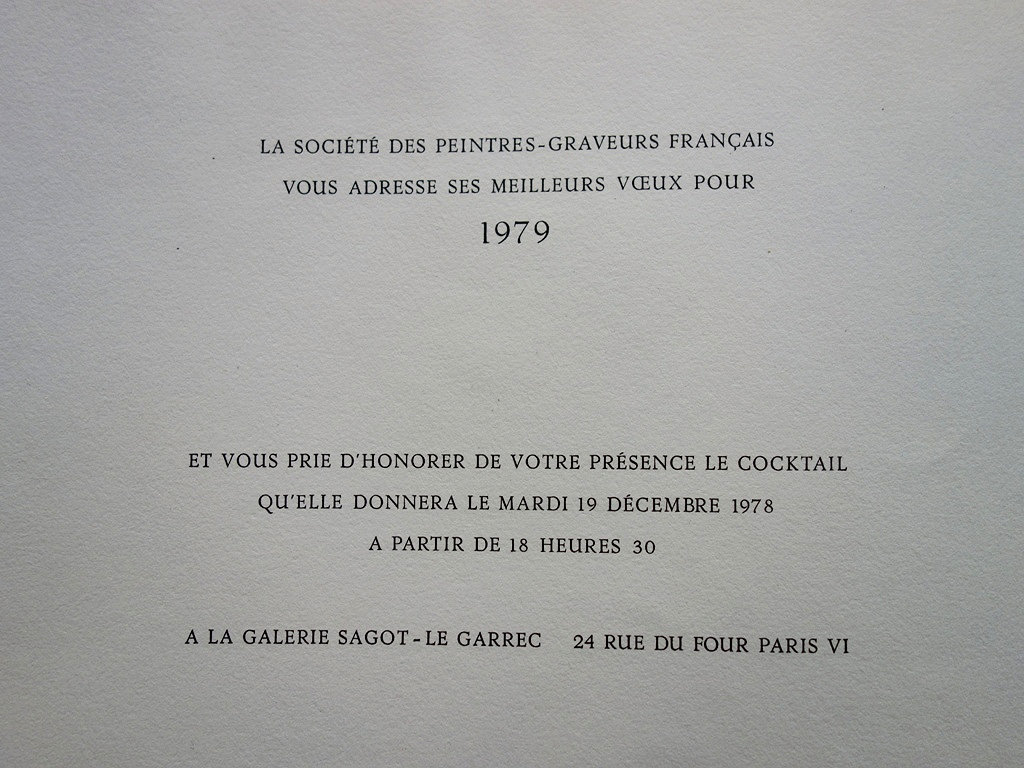 LA SOCIÉTÉ DES PEINTRES-GRAVEURS FRANÇAIS
VOUS ADRESSE SES MEILLEURS VŒUX POUR
1979
ET VOUS PRIE D'HONORER DE VOTRE PRÉSENCE LE COCKTAIL
QU'ELLE DONNERA LE MARDI 19 DÉCEMBRE 1978
A PARTIR DE 18 HEURES 30
A LA GALERIE SAGOT-LE GARREC 24 RUE DU FOUR PARIS VI